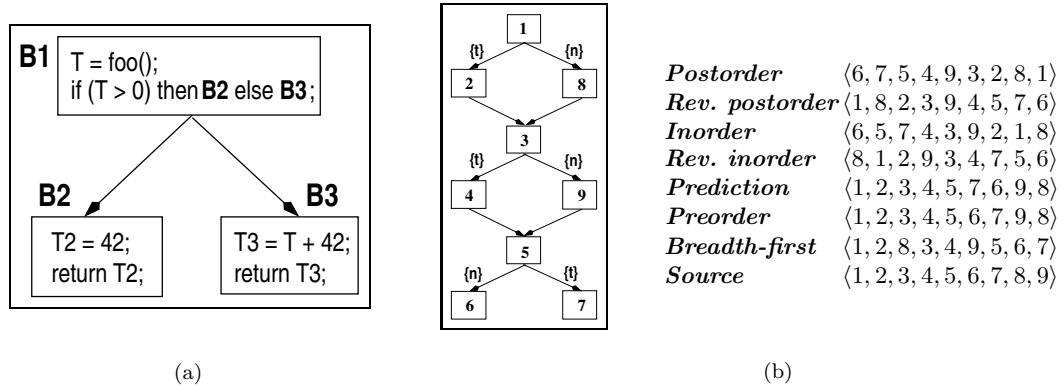 B1
T = foo();
if (T > 0) then B2 else B3;
B2
T2 = 42;
return T2;
B3
T3 = T + 42;
return T3;
(a)
1
{t}
{n}
2
8
3
{t}
{n}
4
9
5
{n}
{t}
6
7
Postorder ⟨6, 7, 5, 4, 9, 3, 2, 8, 1⟩
Rev. postorder ⟨1, 8, 2, 3, 9, 4, 5, 7, 6⟩
Inorder ⟨6, 5, 7, 4, 3, 9, 2, 1, 8⟩
Rev. inorder ⟨8, 1, 2, 9, 3, 4, 7, 5, 6⟩
Prediction ⟨1, 2, 3, 4, 5, 7, 6, 9, 8⟩
Preorder ⟨1, 2, 3, 4, 5, 6, 7, 9, 8⟩
Breadth-first ⟨1, 2, 8, 3, 4, 9, 5, 6, 7⟩
Source ⟨1, 2, 3, 4, 5, 6, 7, 8, 9⟩
(b)